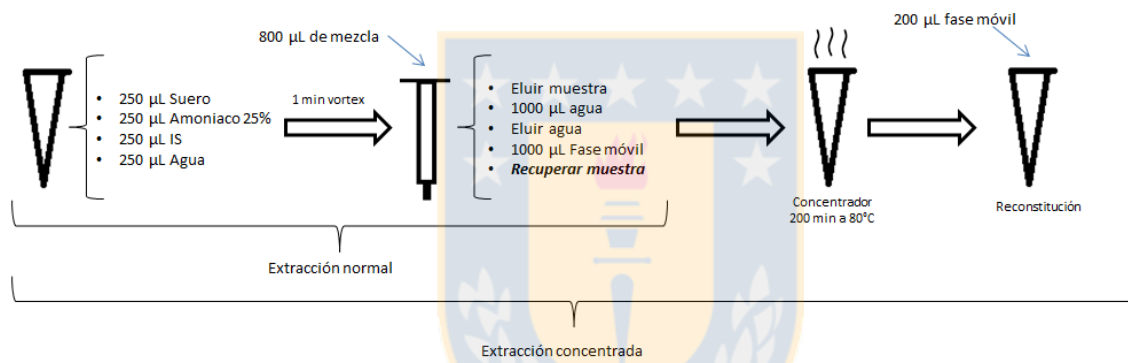 800 µL de mezcla
200 µL fase móvil
• 250 µL Suero
• 250 µL Amoniaco 25%
• 250 µL IS
• 250 µL Agua
1 min vortex
• Eluir muestra
• 1000 µL agua
• Eluir agua
• 1000 µL Fase móvil
• Recuperar muestra
Concentrador
200 min a 80°C
Reconstitución
Extracción normal
Extracción concentrada